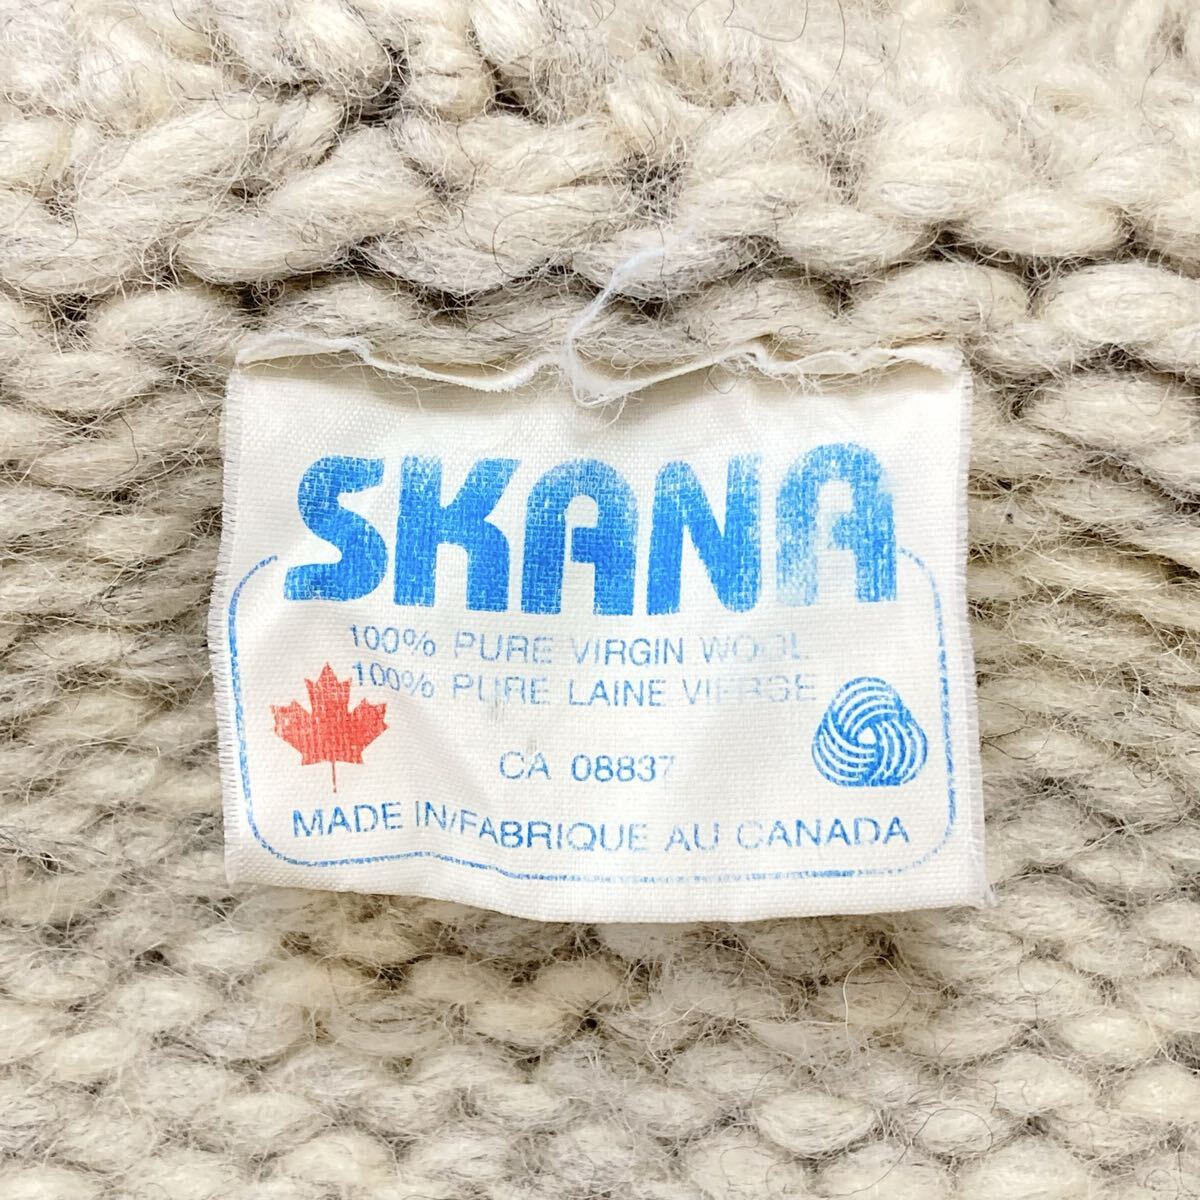 SKANA
100% PURE VIRGIN WOOL
100% PURE LAINE VIERGE
CA 08837
MADE IN/FABRIQUE AU CANADA